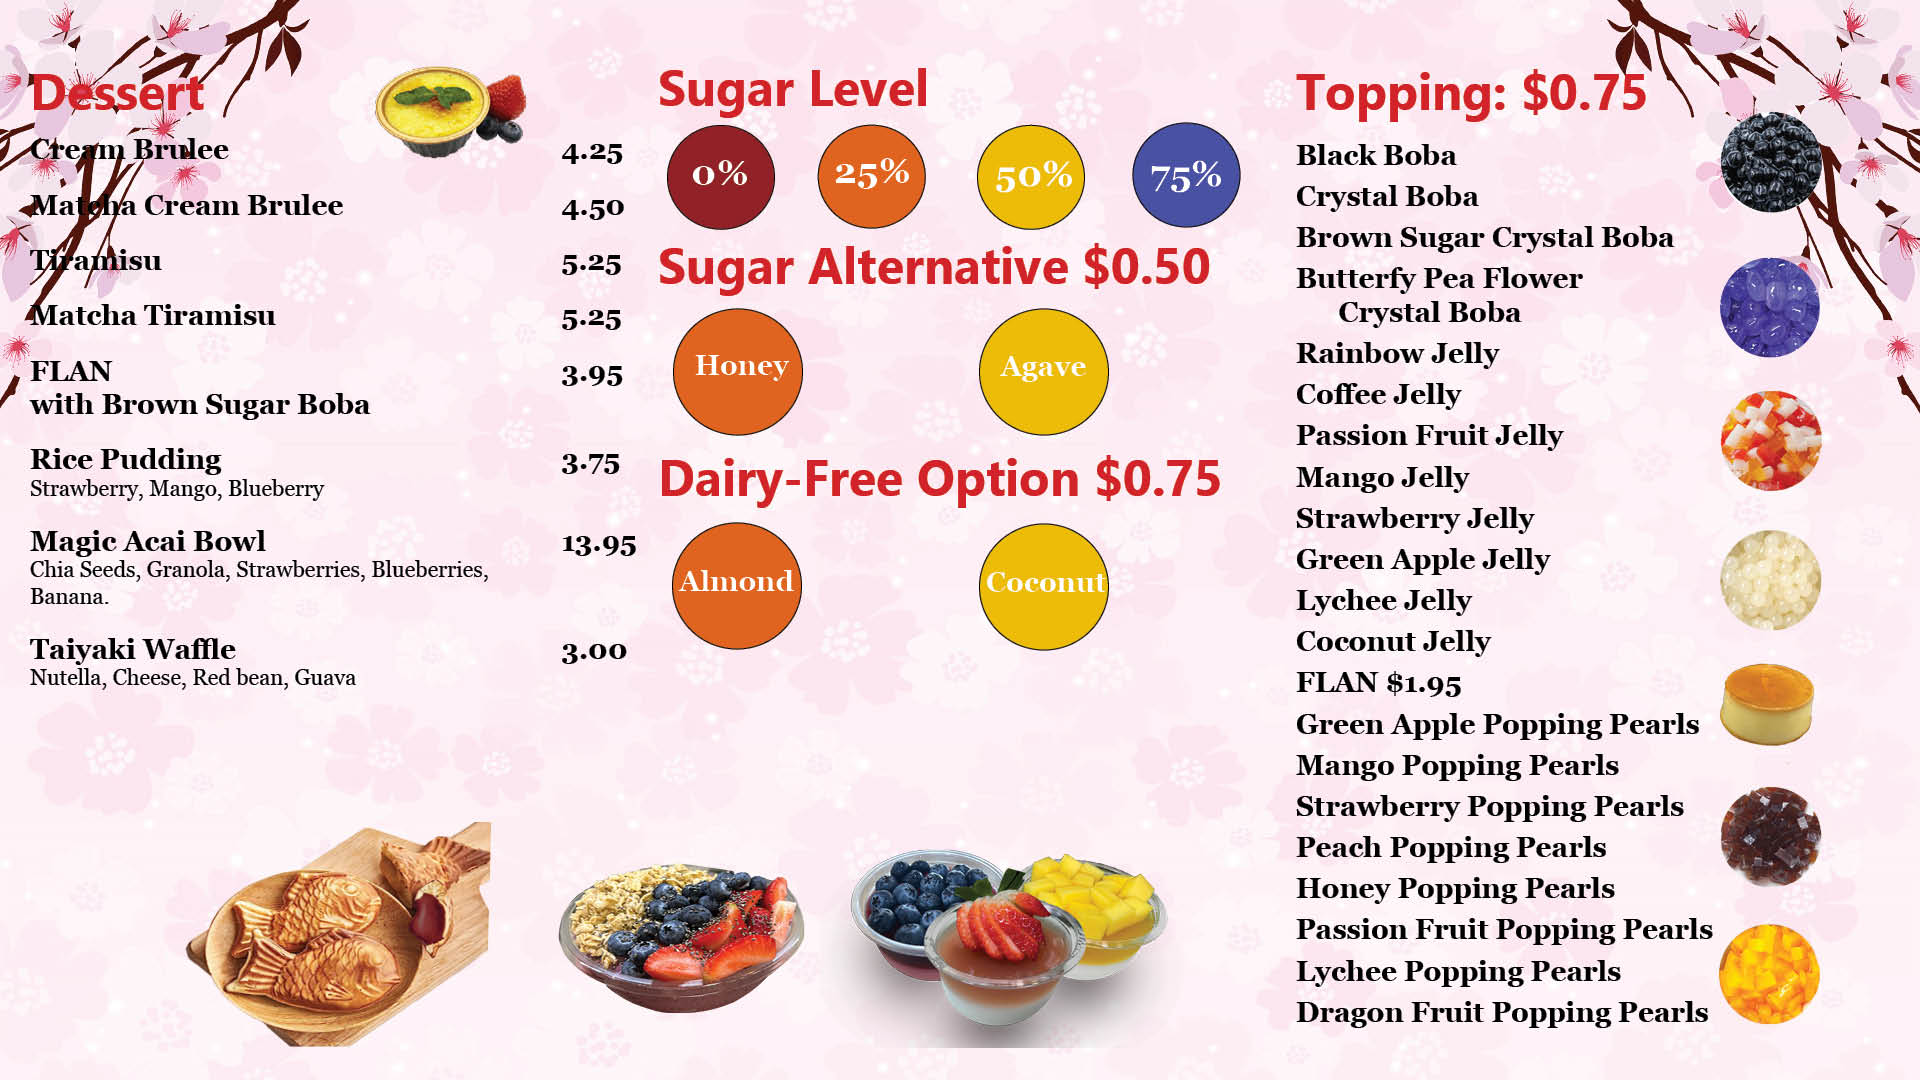 Dessert
Cream Brulee 4.25
Matcha Cream Brulee 4.50
Tiramisu 5.25
Matcha Tiramisu 5.25
FLAN 3.95
with Brown Sugar Boba
Rice Pudding 3.75
Strawberry, Mango, Blueberry
Magic Acai Bowl 13.95
Chia Seeds, Granola, Strawberries, Blueberries,
Banana.
Taiyaki Waffle 3.00
Nutella, Cheese, Red bean, Guava
Sugar Level
0% 25% 50% 75%
Sugar Alternative $0.50
Honey Agave
Dairy-Free Option $0.75
Almond Coconut
Topping: $0.75
Black Boba
Crystal Boba
Brown Sugar Crystal Boba
Butterfy Pea Flower
Crystal Boba
Rainbow Jelly
Coffee Jelly
Passion Fruit Jelly
Mango Jelly
Strawberry Jelly
Green Apple Jelly
Lychee Jelly
Coconut Jelly
FLAN $1.95
Green Apple Popping Pearls
Mango Popping Pearls
Strawberry Popping Pearls
Peach Popping Pearls
Honey Popping Pearls
Passion Fruit Popping Pearls
Lychee Popping Pearls
Dragon Fruit Popping Pearls